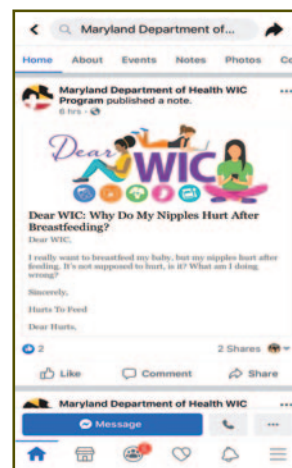 Maryland Department of...
Home About Events Notes Photos Co
Maryland Department of Health WIC
Program published a note.
6 hrs
Dear WIC
Dear WIC: Why Do My Nipples Hurt After
Breastfeeding?
Dear WIC,
I really want to breastfeed my baby, but my nipples hurt after
feeding. It's not supposed to hurt, is it? What am I doing
wrong?
Sincerely,
Hurts To Feed
Dear Hurts,
2 2 Shares
Like Comment Share
Maryland Department of Health WIC
Message